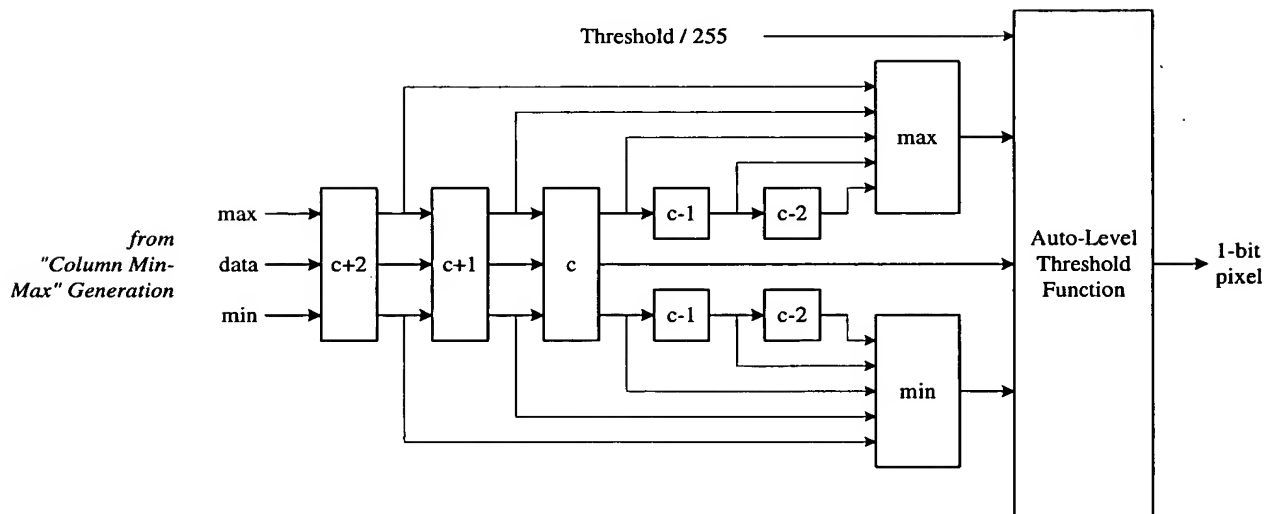 Threshold / 255
max
max
from
"Column Min-
Max" Generation
data
min
c+2
c+1
c
c-1
c-2
c-1
c-2
min
Auto-Level
Threshold
Function
1-bit
pixel